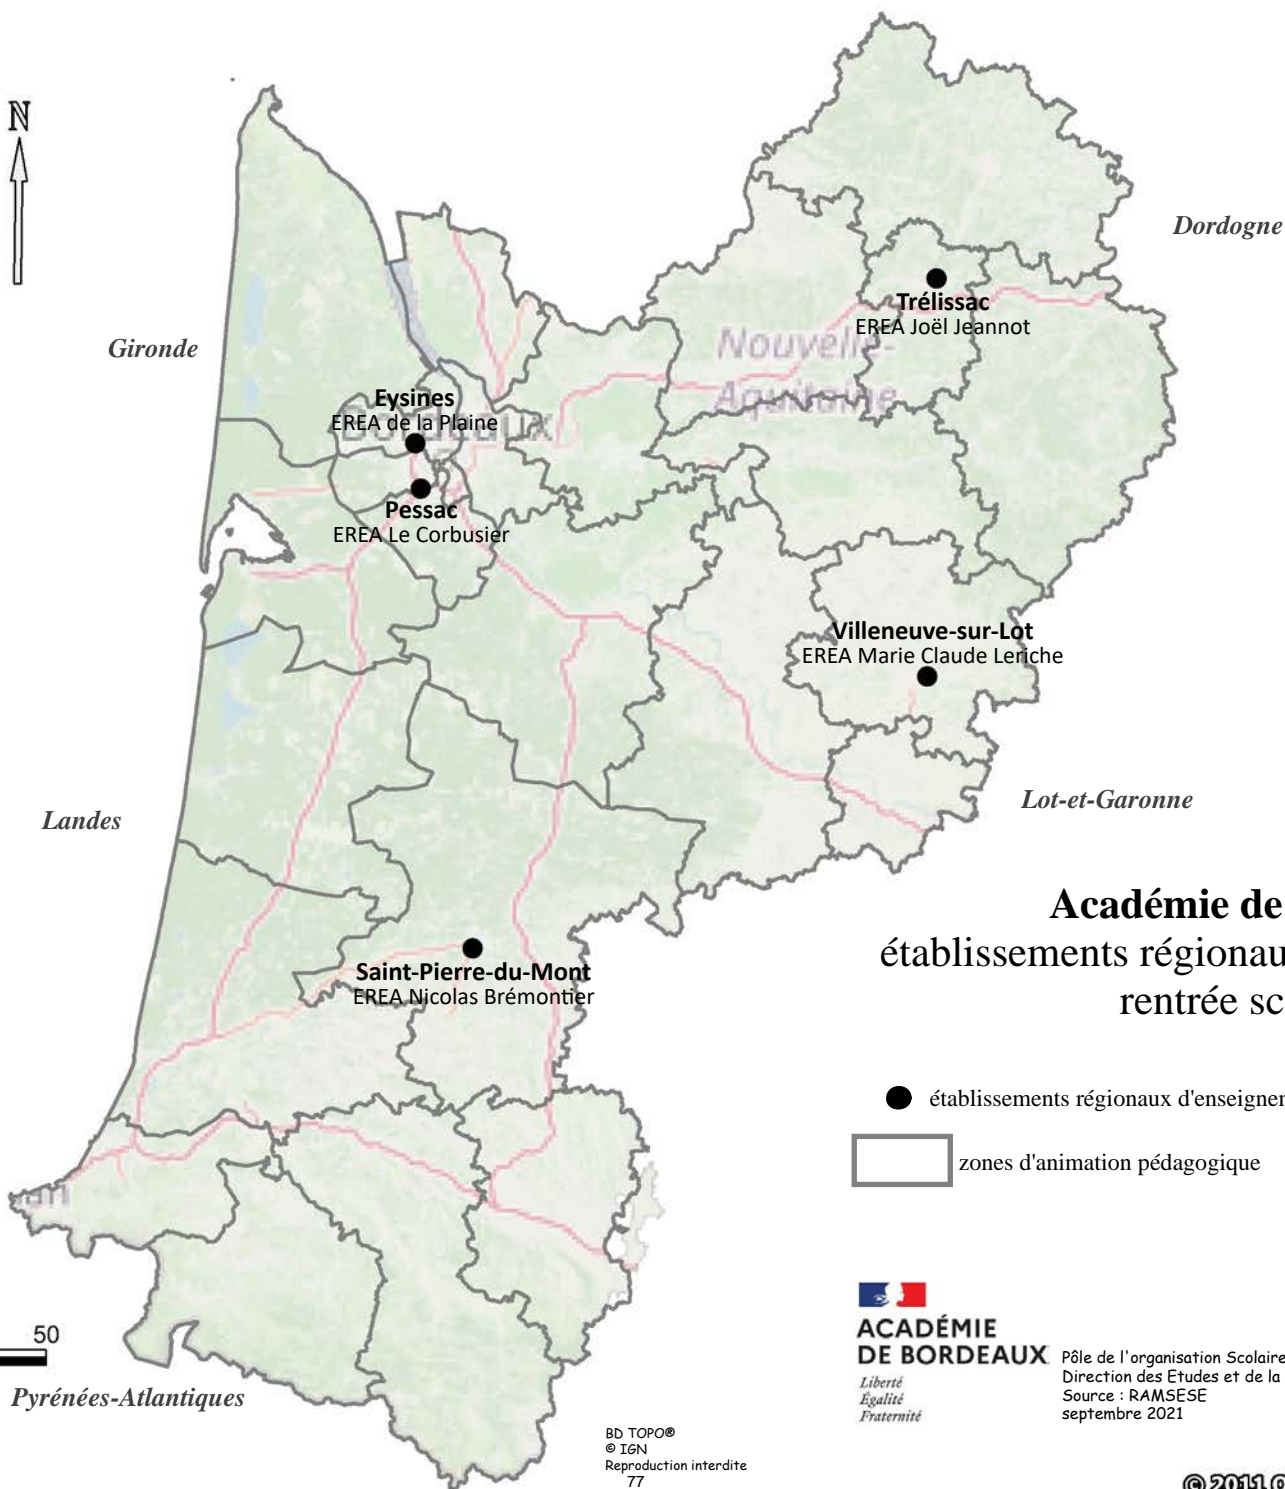 N
Dordogne
Gironde
Trélissac
EREA Joël Jeannot
Nouvelle-
Aquitaine
Eysines
EREA de la Plaine
Bordeaux
Pessac
EREA Le Corbusier
Villeneuve-sur-Lot
EREA Marie Claude Leriche
Landes
Lot-et-Garonne
Académie de
établissements régionau
rentrée sc
Saint-Pierre-du-Mont
EREA Nicolas Brémontier
établissements régionaux d'enseigner
zones d'animation pédagogique
50
Pyrénées-Atlantiques
ACADÉMIE
DE BORDEAUX
Liberté
Égalité
Fraternité
Pôle de l'organisation Scolaire
Direction des Etudes et de la
Source : RAMSESE
septembre 2021
BD TOPO®
© IGN
Reproduction interdite
77
© 2011 O